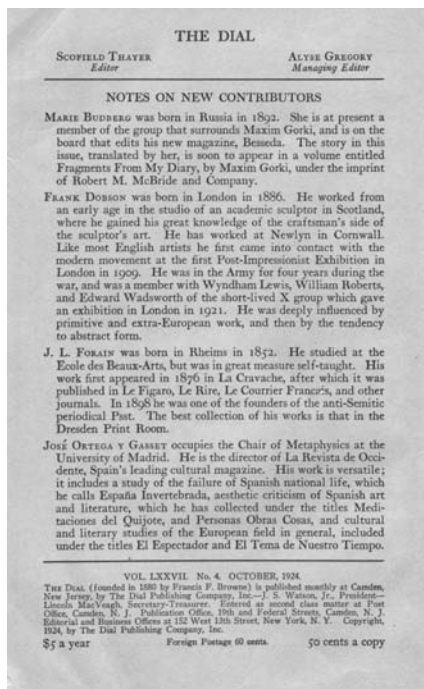 THE DIAL
SCOFIELD THAYER ALYSE GREGORY
Editor Managing Editor
NOTES ON NEW CONTRIBUTORS
MARIE BUDBERG was born in Russia in 1892. She is at present a
member of the group that surrounds Maxim Gorki, and is on the
board that edits his new magazine, Besseda. The story in this
issue, translated by her, is soon to appear in a volume entitled
Fragments From My Diary, by Maxim Gorki, under the imprint
of Robert M. McBride and Company.
FRANK DOBSON was born in London in 1886. He worked from
an early age in the studio of an academic sculptor in Scotland,
where he gained his great knowledge of the craftsman's side of
the sculptor's art. He has worked at Newlyn in Cornwall.
Like most English artists he first came into contact with the
modern movement at the first Post-Impressionist Exhibition in
London in 1909. He was in the Army for four years during the
war, and was a member with Wyndham Lewis, William Roberts,
and Edward Wadsworth of the short-lived X group which gave
an exhibition in London in 1921. He was deeply influenced by
primitive and extra-European work, and then by the tendency
to abstract form.
J. L. FORAIN was born in Rheims in 1852. He studied at the
Ecole des Beaux-Arts, but was in great measure self-taught. His
work first appeared in 1876 in La Cravache, after which it was
published in Le Figaro, Le Rire, Le Courrier Francès, and other
journals. In 1898 he was one of the founders of the anti-Semitic
periodical Psst. The best collection of his works is that in the
Dresden Print Room.
JOSÉ ORTEGA Y GASSET occupies the Chair of Metaphysics at the
University of Madrid. He is the director of La Revista de Occi-
dente, Spain's leading cultural magazine. His work is versatile;
it includes a study of the failure of Spanish national life, which
he calls España Invertebrada, aesthetic criticism of Spanish art
and literature, which he has collected under the titles Medi-
taciones del Quijote, and Personas Obras Cosas, and cultural
and literary studies of the European field in general, included
under the titles El Espectador and El Tema de Nuestro Tiempo.
VOL. LXXVII. No. 4. OCTOBER, 1924.
THE DIAL (founded in 1880 by Francis F. Browne) is published monthly at Camden,
New Jersey, by The Dial Publishing Company, Inc.—J. S. Watson, Jr., President—
Lincoln MacVeagh, Secretary-Treasurer. Entered as second class matter at Post
Office, Camden, N. J. Publication Office, 19th and Federal Streets, Camden, N. J.
Editorial and Business Offices at 152 West 13th Street, New York, N. Y. Copyright,
1924, by The Dial Publishing Company, Inc.
$5 a year Foreign Postage 60 cents. 50 cents a copy